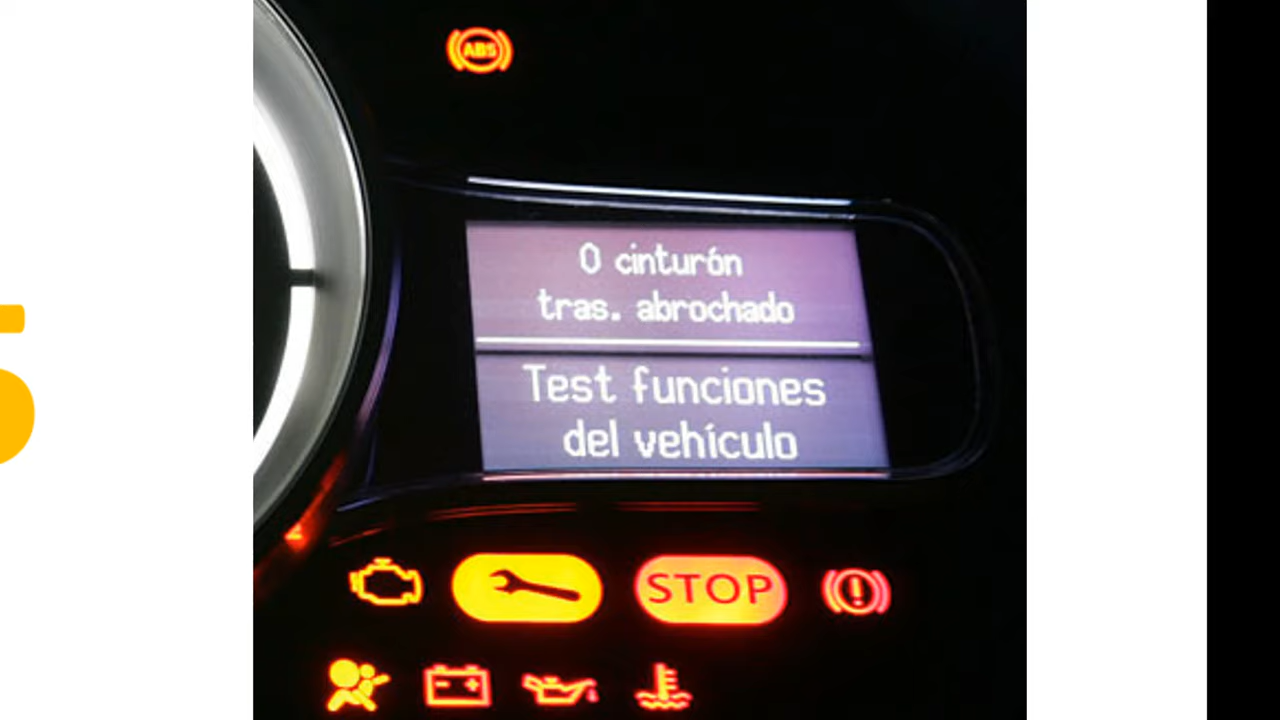 ABS
0 cinturón
tras. abrochado
Test funciones
del vehículo
STOP